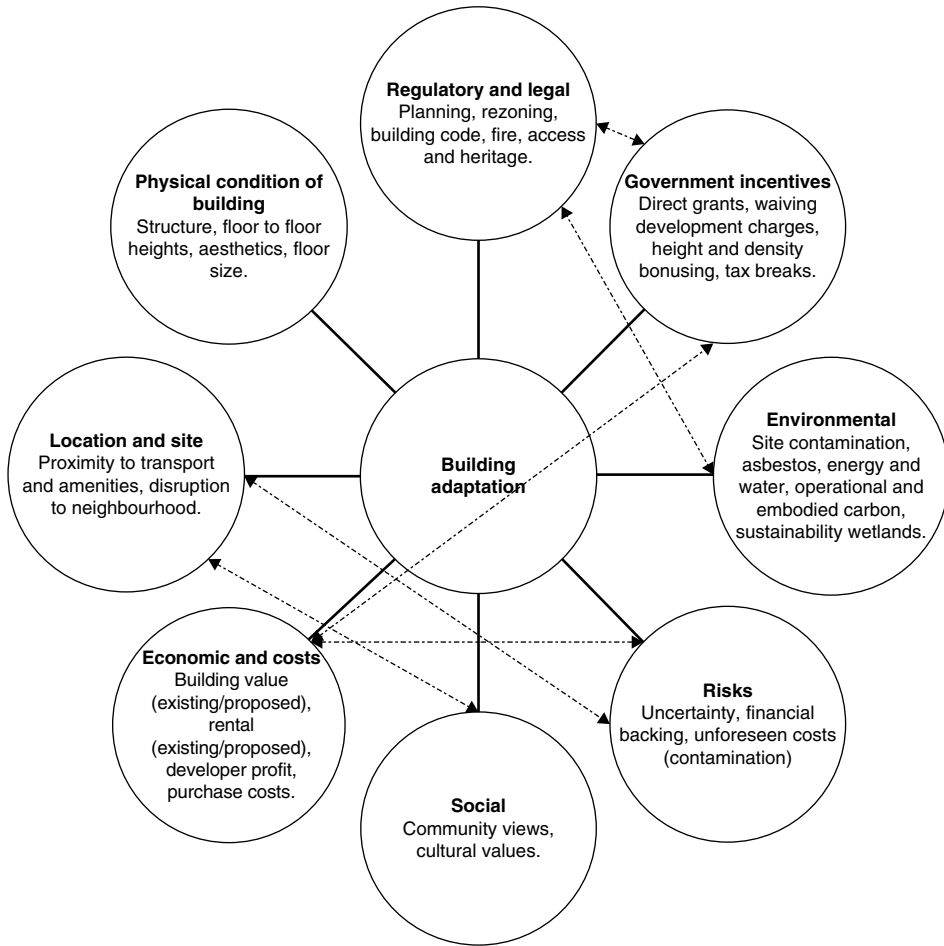 Regulatory and legal
Planning, rezoning,
building code, fire, access
and heritage.
Physical condition of
building
Structure, floor to floor
heights, aesthetics, floor
size.
Government incentives
Direct grants, waiving
development charges,
height and density
bonusing, tax breaks.
Location and site
Proximity to transport
and amenities, disruption
to neighbourhood.
Building
adaptation
Environmental
Site contamination,
asbestos, energy and
water, operational and
embodied carbon,
sustainability wetlands.
Economic and costs
Building value
(existing/proposed),
rental
(existing/proposed),
developer profit,
purchase costs.
Social
Community views,
cultural values.
Risks
Uncertainty, financial
backing, unforeseen costs
(contamination)